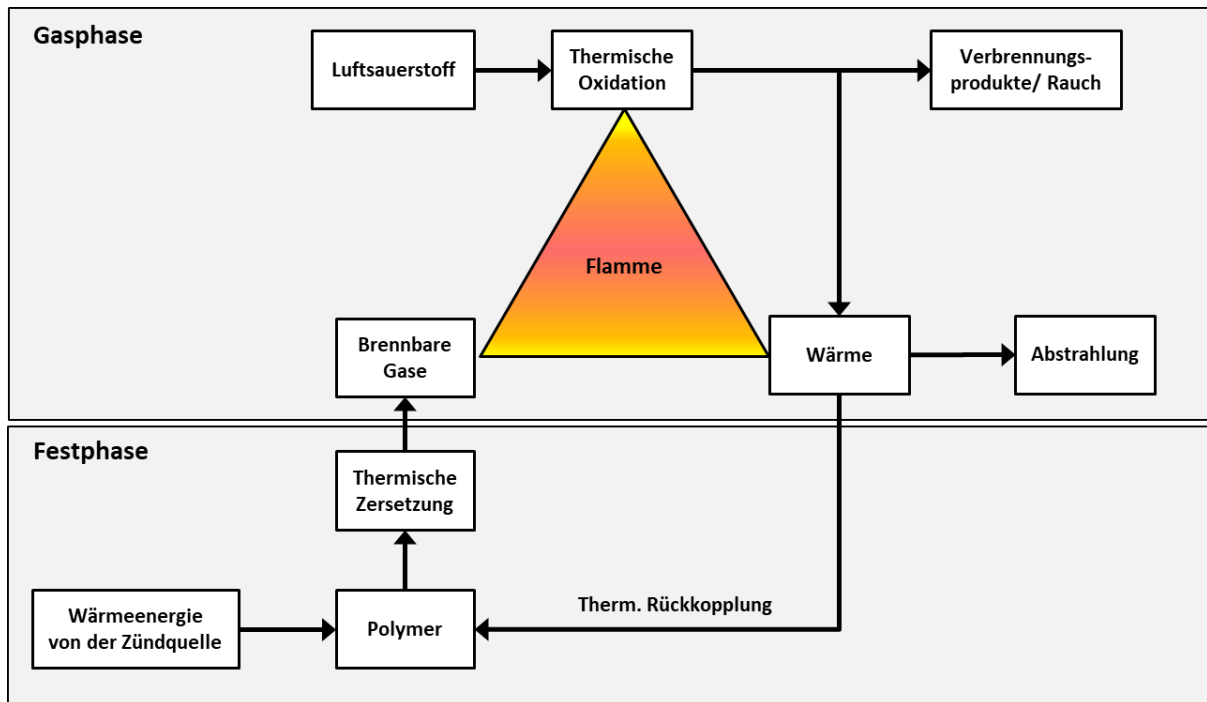 Gasphase
Luftsauerstoff
Thermische
Oxidation
Verbrennungs-
produkte/ Rauch
Flamme
Brennbare
Gase
Wärme
Abstrahlung
Festphase
Thermische
Zersetzung
Wärmeenergie
von der Zündquelle
Polymer
Therm. Rückkopplung